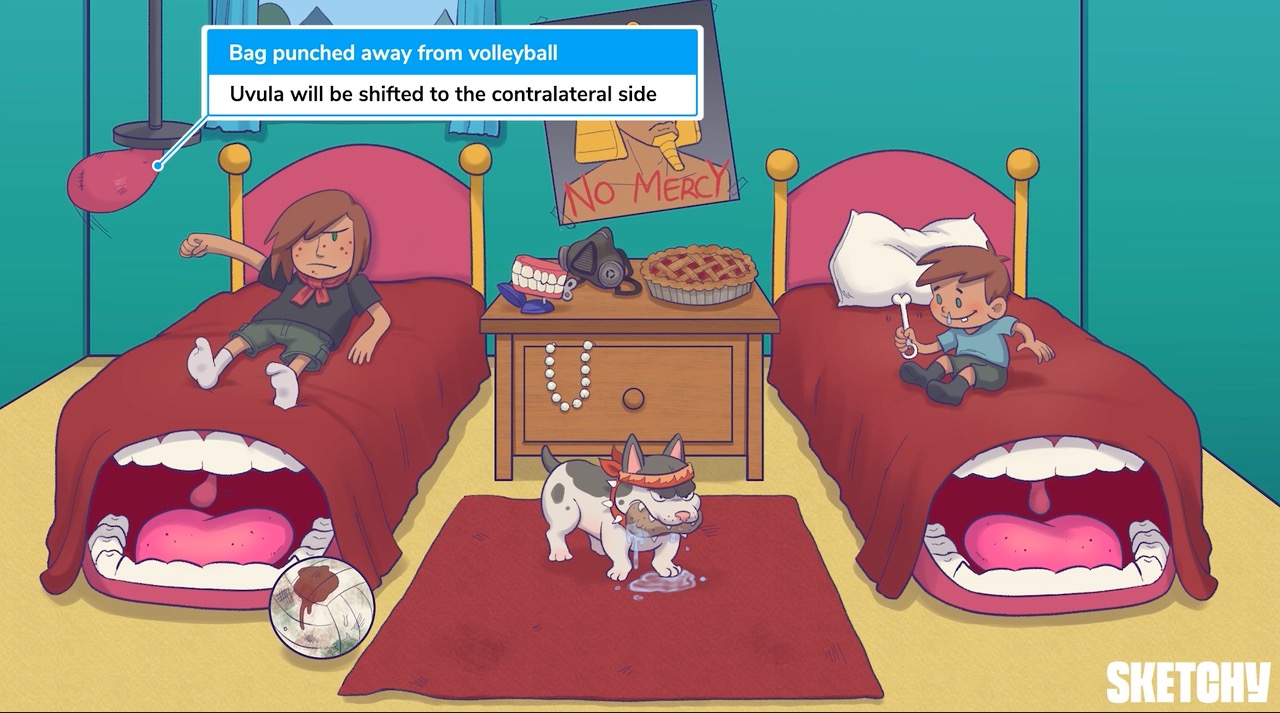 Bag punched away from volleyball
Uvula will be shifted to the contralateral side
NO MERCY
SKETCHY